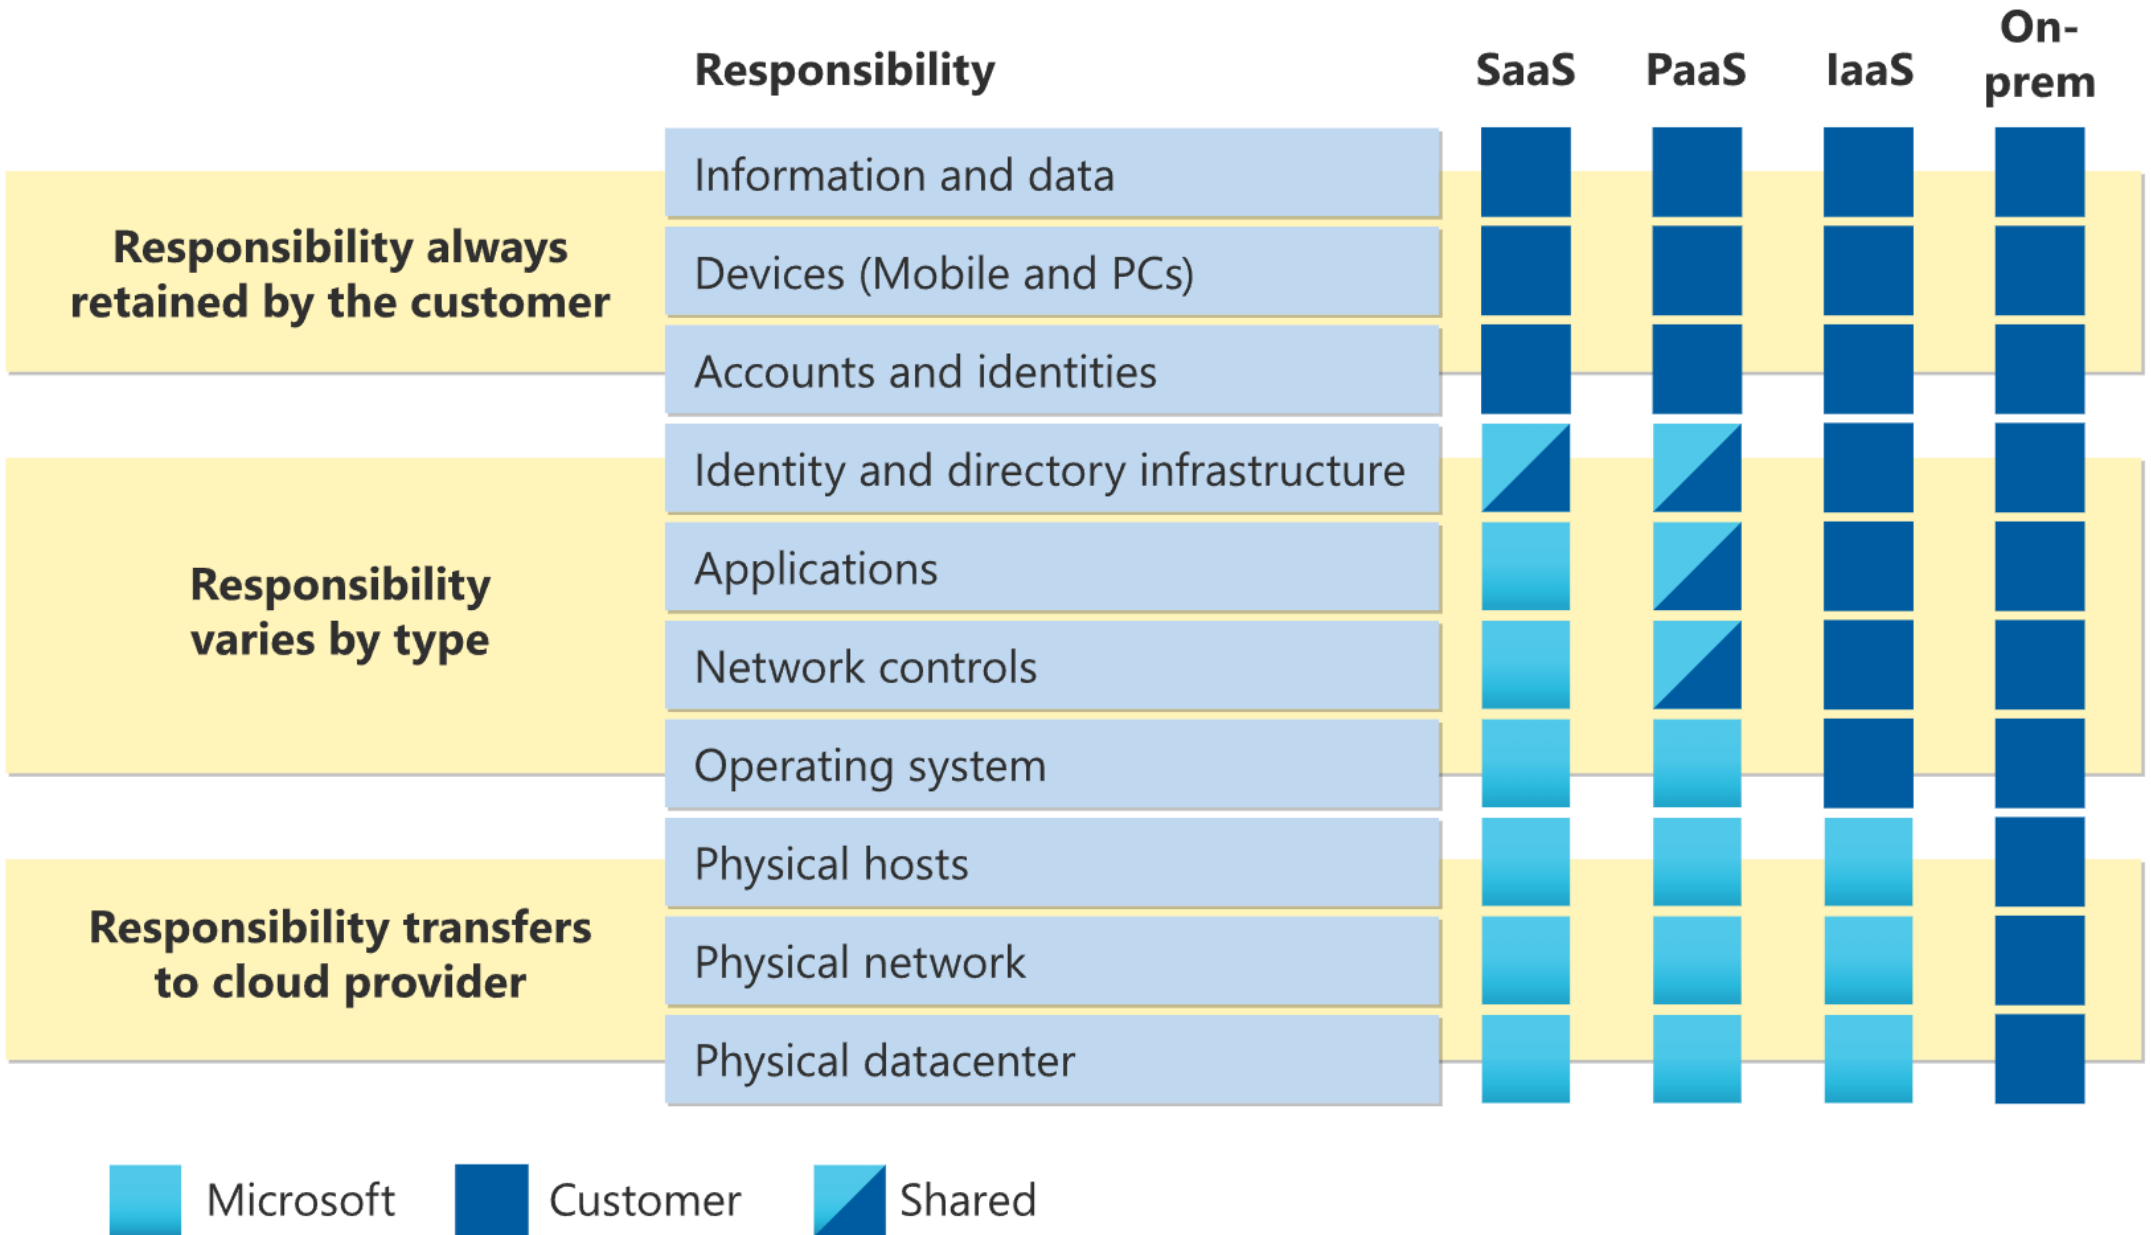 Responsibility SaaS PaaS IaaS On-
prem
Responsibility always
retained by the customer
Information and data
Devices (Mobile and PCs)
Accounts and identities
Responsibility
varies by type
Identity and directory infrastructure
Applications
Network controls
Operating system
Responsibility transfers
to cloud provider
Physical hosts
Physical network
Physical datacenter
Microsoft Customer Shared